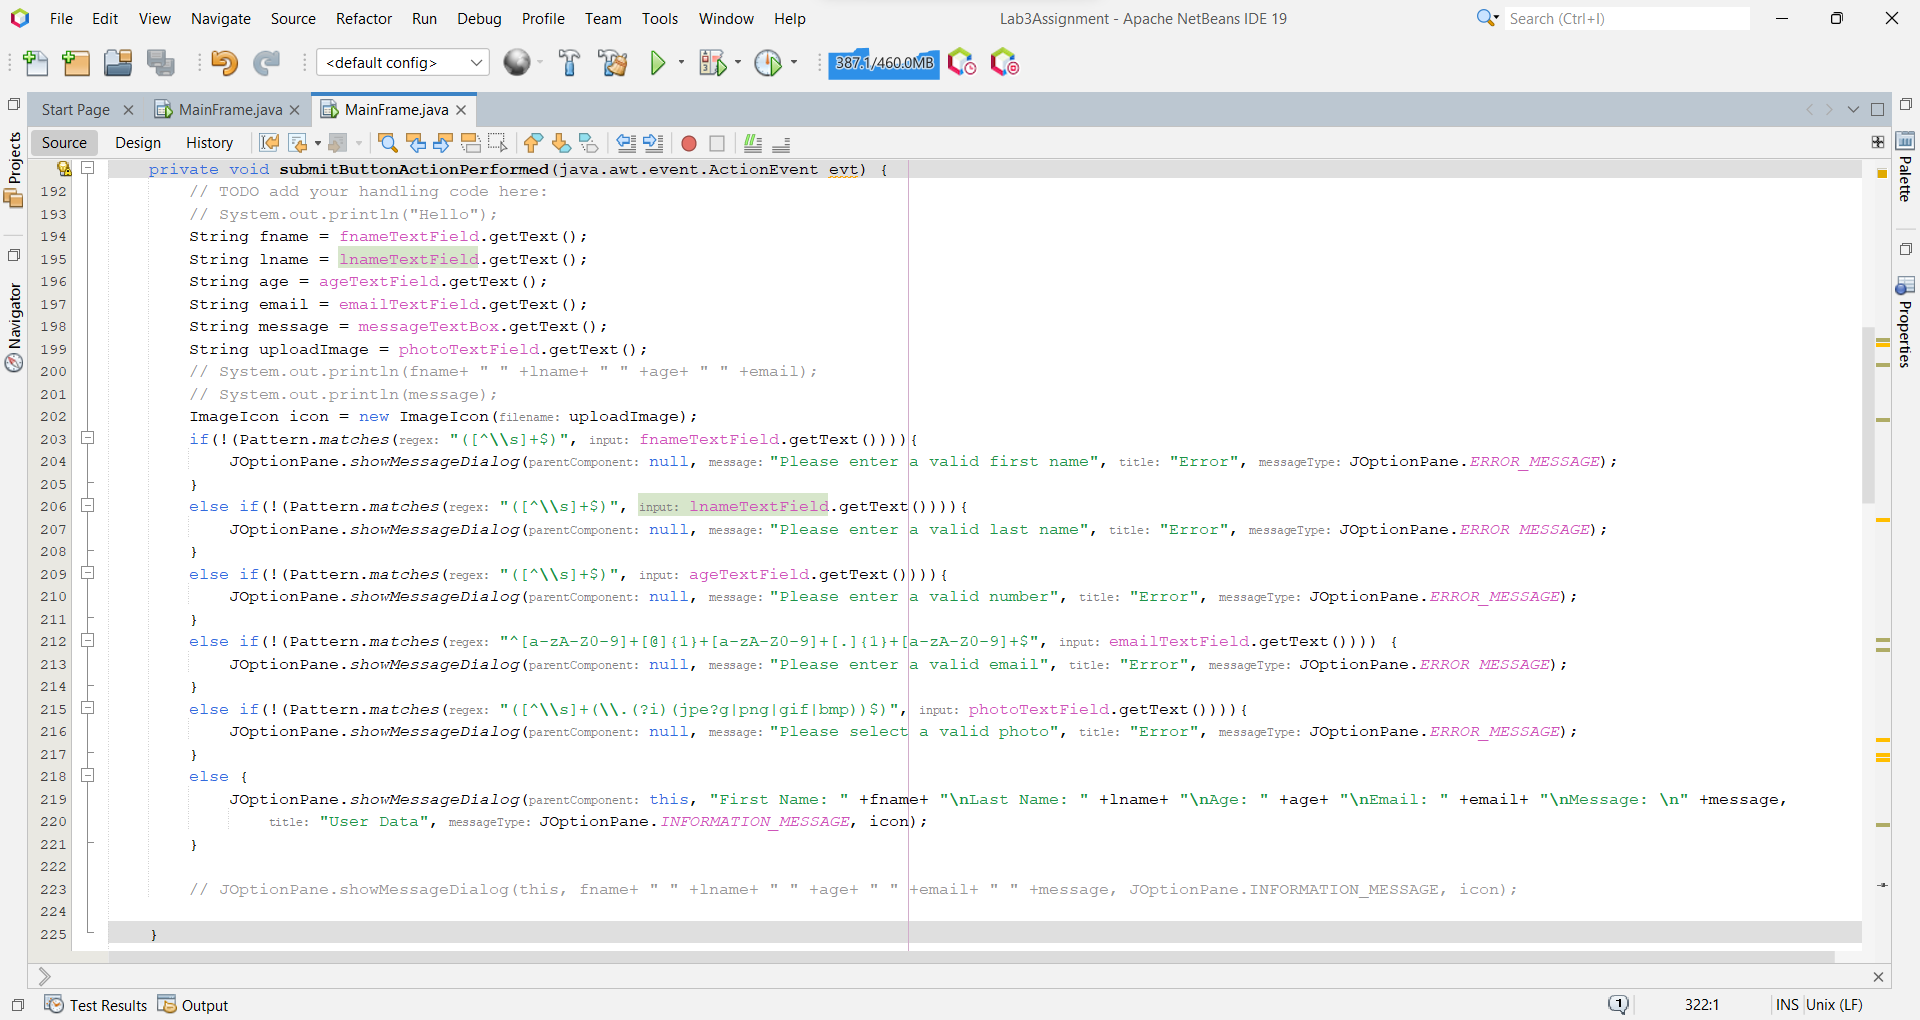 File Edit View Navigate Source Refactor Run Debug Profile Team Tools Window Help
Lab3Assignment - Apache NetBeans IDE 19
Search (Ctrl+I)
<default config>
387.1/460.0MB
Start Page
MainFrame.java
MainFrame.java
Source Design History
Projects
Navigator
Palette
Properties
private void submitButtonActionPerformed(java.awt.event.ActionEvent evt) {
192 // TODO add your handling code here:
193 // System.out.println("Hello");
194 String fname = fnameTextField.getText();
195 String lname = lnameTextField.getText();
196 String age = ageTextField.getText();
197 String email = emailTextField.getText();
198 String message = messageTextBox.getText();
199 String uploadImage = photoTextField.getText();
200 // System.out.println(fname+ " " +lname+ " " +age+ " " +email);
201 // System.out.println(message);
202 ImageIcon icon = new ImageIcon(filename: uploadImage);
203 if(!(Pattern.matches(regex: "([^\\s]+$)", input: fnameTextField.getText()))){
204 JOptionPane.showMessageDialog(parentComponent: null, message: "Please enter a valid first name", title: "Error", messageType: JOptionPane.ERROR_MESSAGE);
205 }
206 else if(!(Pattern.matches(regex: "([^\\s]+$)", input: lnameTextField.getText()))){
207 JOptionPane.showMessageDialog(parentComponent: null, message: "Please enter a valid last name", title: "Error", messageType: JOptionPane.ERROR_MESSAGE);
208 }
209 else if(!(Pattern.matches(regex: "([^\\s]+$)", input: ageTextField.getText()))){
210 JOptionPane.showMessageDialog(parentComponent: null, message: "Please enter a valid number", title: "Error", messageType: JOptionPane.ERROR_MESSAGE);
211 }
212 else if(!(Pattern.matches(regex: "^[a-zA-Z0-9]+[@]{1}+[a-zA-Z0-9]+[.]{1}+[a-zA-Z0-9]+$", input: emailTextField.getText()))) {
213 JOptionPane.showMessageDialog(parentComponent: null, message: "Please enter a valid email", title: "Error", messageType: JOptionPane.ERROR_MESSAGE);
214 }
215 else if(!(Pattern.matches(regex: "([^\\s]+(\\.(?i)(jpe?g|png|gif|bmp))$)", input: photoTextField.getText()))){
216 JOptionPane.showMessageDialog(parentComponent: null, message: "Please select a valid photo", title: "Error", messageType: JOptionPane.ERROR_MESSAGE);
217 }
218 else {
219 JOptionPane.showMessageDialog(parentComponent: this, "First Name: " +fname+ "\nLast Name: " +lname+ "\nAge: " +age+ "\nEmail: " +email+ "\nMessage: \n" +message,
220 title: "User Data", messageType: JOptionPane.INFORMATION_MESSAGE, icon);
221 }
222
223 // JOptionPane.showMessageDialog(this, fname+ " " +lname+ " " +age+ " " +email+ " " +message, JOptionPane.INFORMATION_MESSAGE, icon);
224
225 }
Test Results Output
1 322:1 INS Unix (LF)